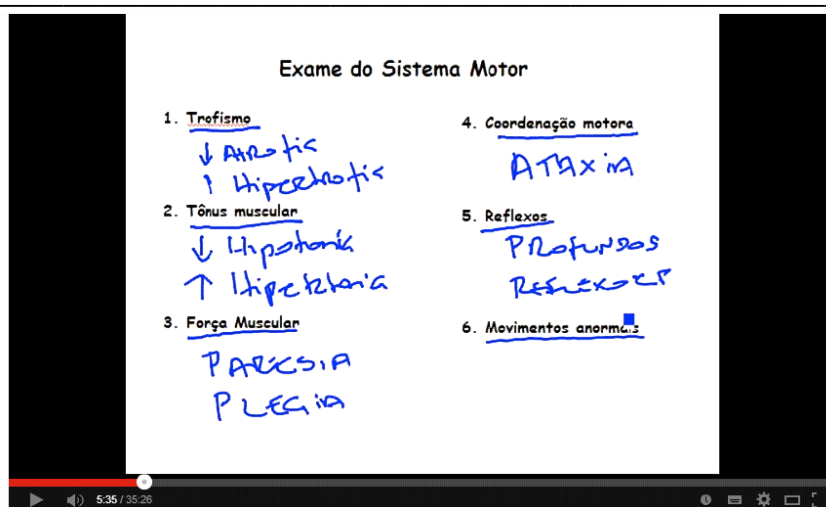 Exame do Sistema Motor
1. Trofismo
↓ Atrofia
↑ Hipertrofia
2. Tônus muscular
↓ Hipotonia
↑ Hipertonia
3. Força Muscular
PARESIA
PLEGIA
4. Coordenação motora
ATAXIA
5. Reflexos
PROFUNDOS
6. Movimentos anormais
5:35 / 35:26